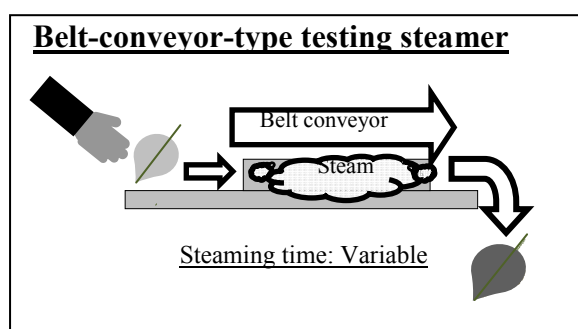 Belt-conveyor-type testing steamer
Belt conveyor
Steam
Steaming time: Variable